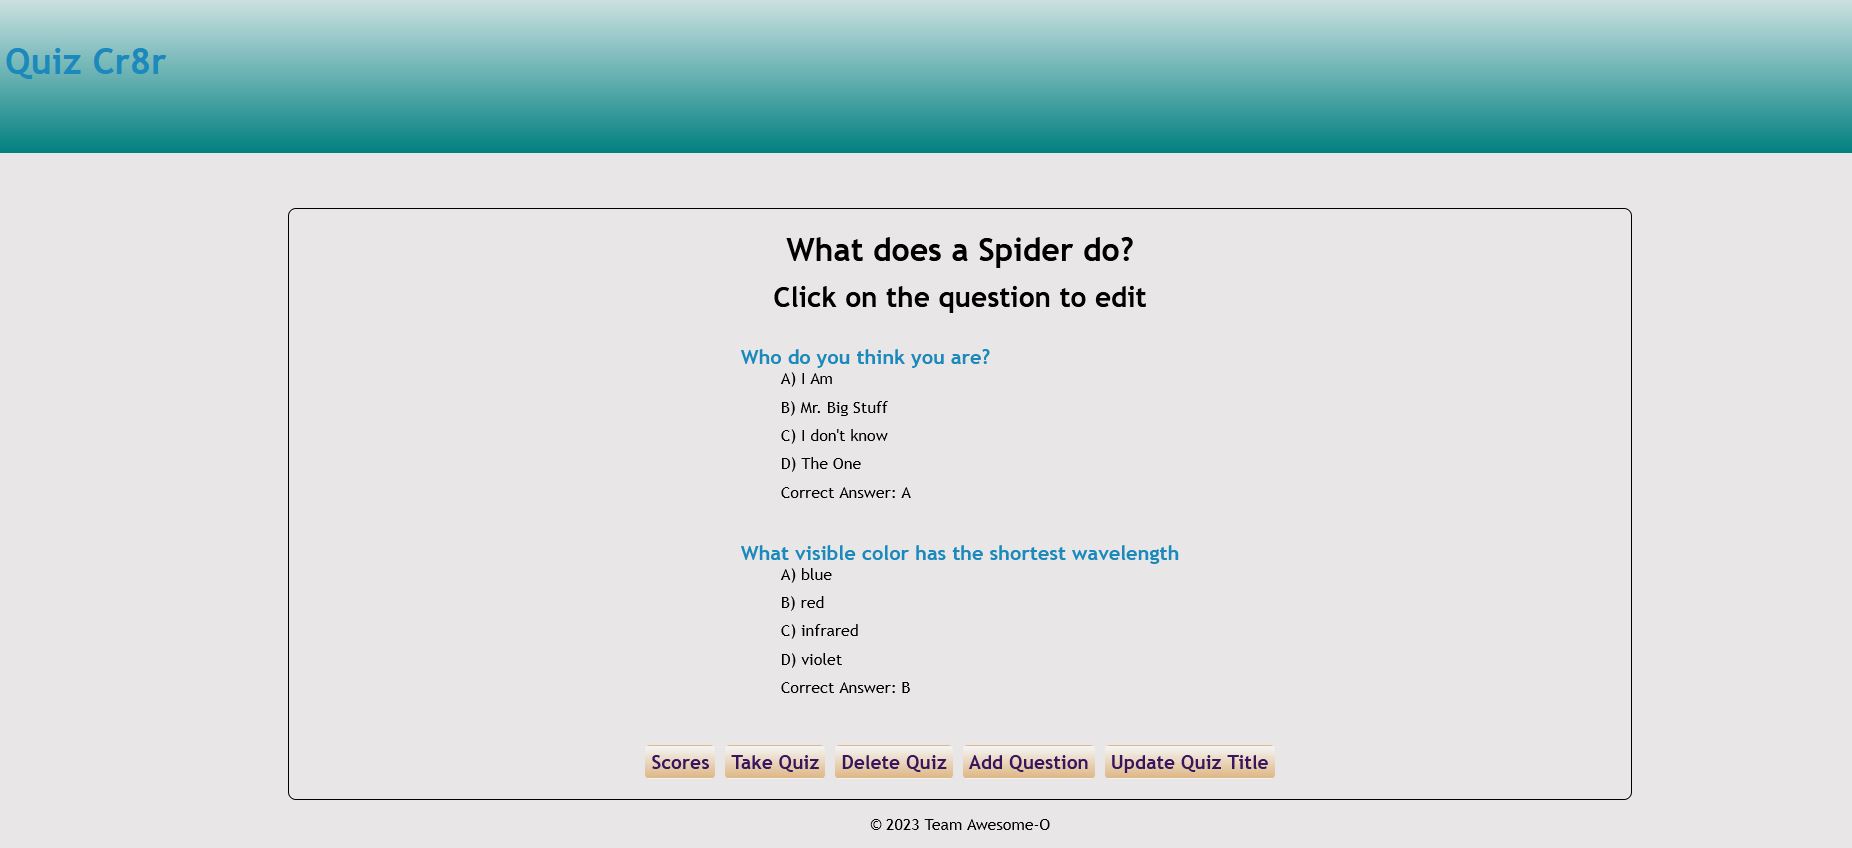 Quiz Cr8r
What does a Spider do?
Click on the question to edit
Who do you think you are?
A) I Am
B) Mr. Big Stuff
C) I don't know
D) The One
Correct Answer: A
What visible color has the shortest wavelength
A) blue
B) red
C) infrared
D) violet
Correct Answer: B
Scores Take Quiz Delete Quiz Add Question Update Quiz Title
© 2023 Team Awesome-O